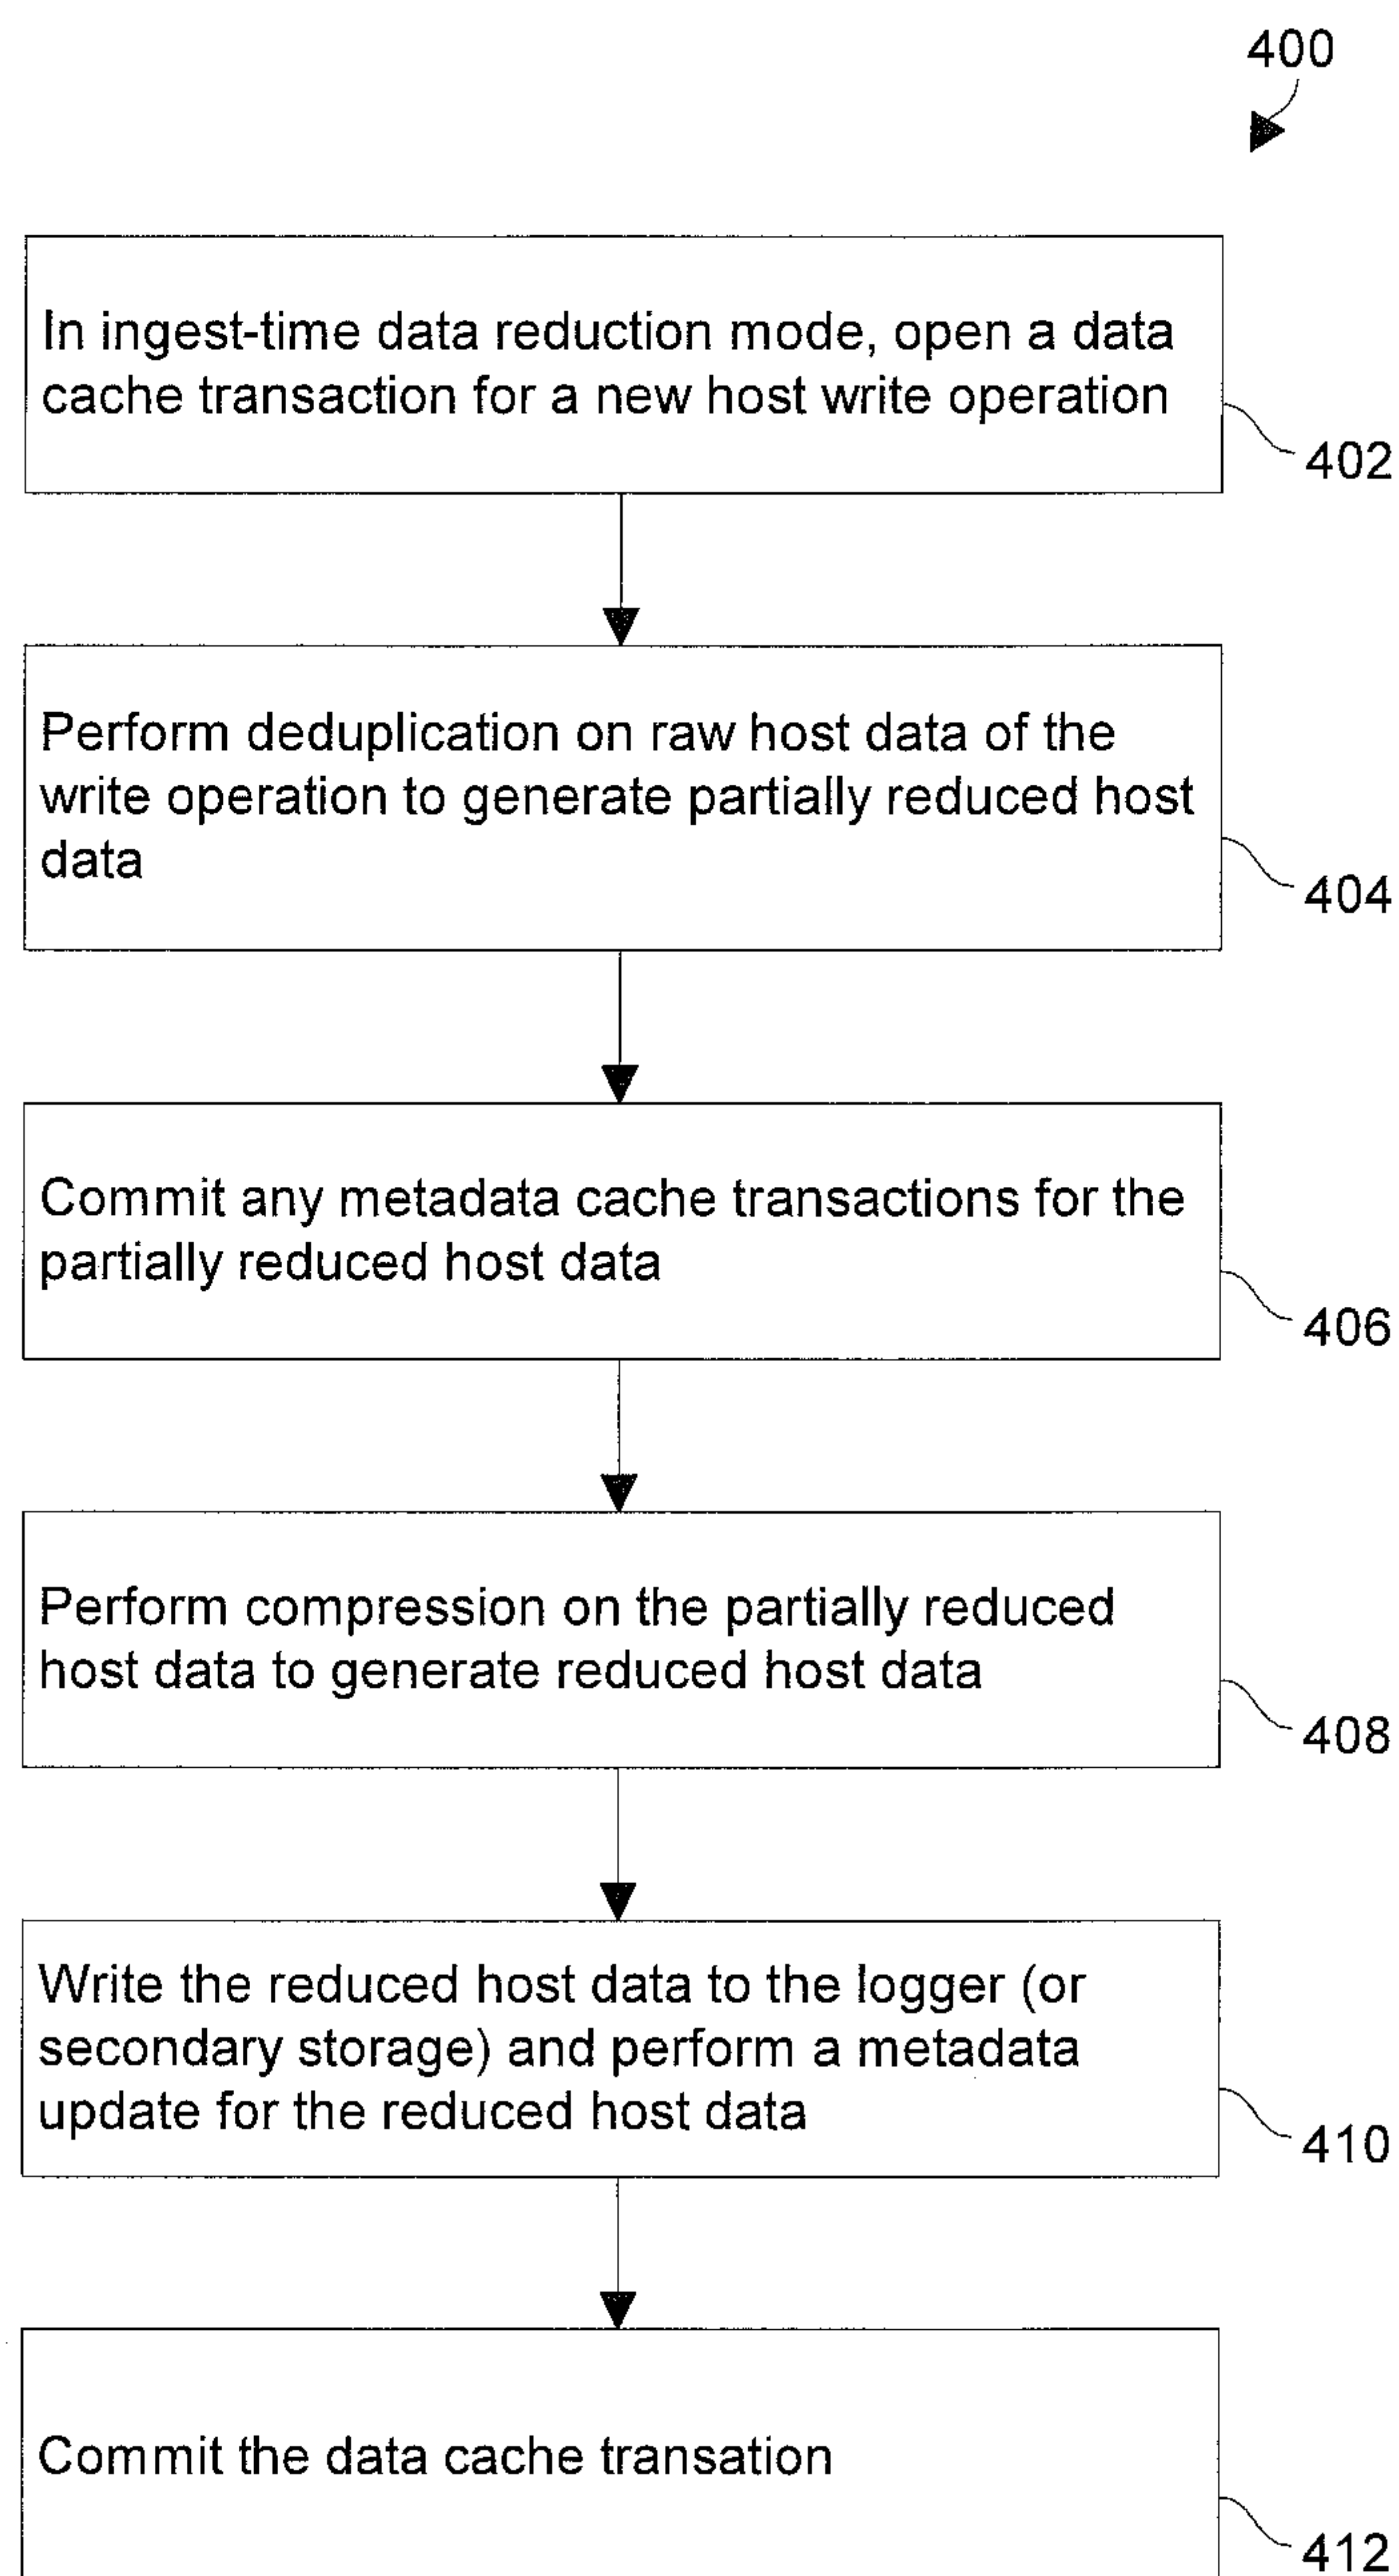 400
In ingest-time data reduction mode, open a data
cache transaction for a new host write operation
402
Perform deduplication on raw host data of the
write operation to generate partially reduced host
data
404
Commit any metadata cache transactions for the
partially reduced host data
406
Perform compression on the partially reduced
host data to generate reduced host data
408
Write the reduced host data to the logger (or
secondary storage) and perform a metadata
update for the reduced host data
410
Commit the data cache transation
412